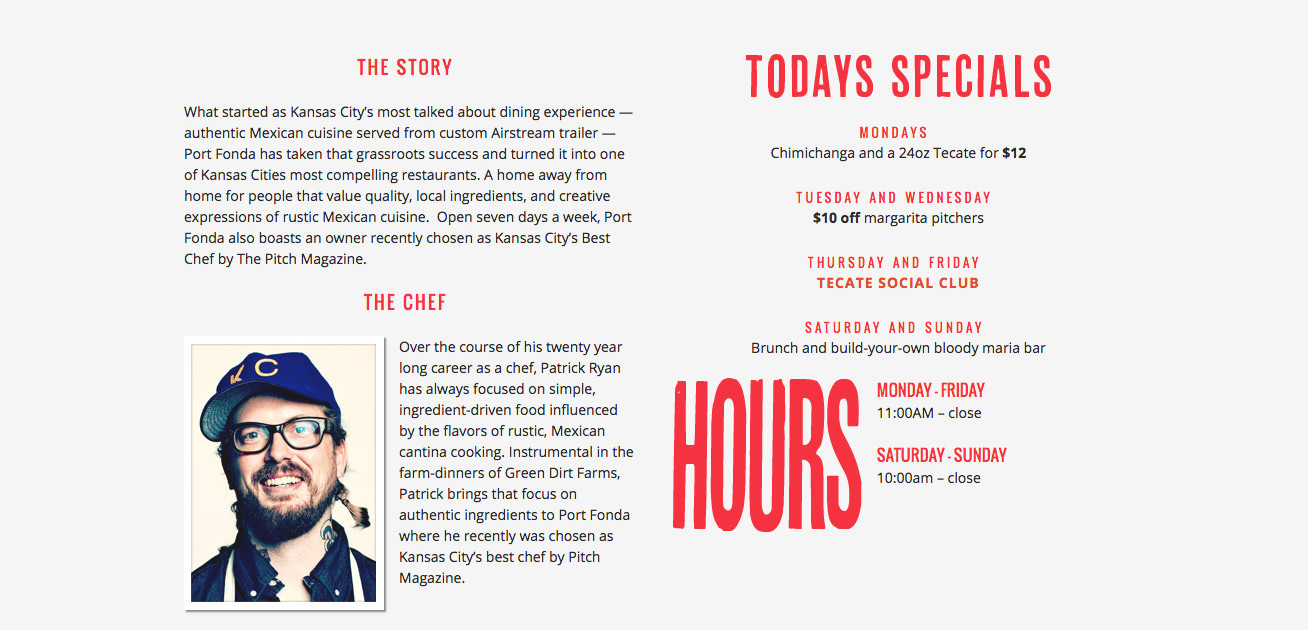 THE STORY
What started as Kansas City’s most talked about dining experience —
authentic Mexican cuisine served from custom Airstream trailer —
Port Fonda has taken that grassroots success and turned it into one
of Kansas Cities most compelling restaurants. A home away from
home for people that value quality, local ingredients, and creative
expressions of rustic Mexican cuisine.  Open seven days a week, Port
Fonda also boasts an owner recently chosen as Kansas City’s Best
Chef by The Pitch Magazine.
THE CHEF
KC
Over the course of his twenty year
long career as a chef, Patrick Ryan
has always focused on simple,
ingredient-driven food influenced
by the flavors of rustic, Mexican
cantina cooking. Instrumental in the
farm-dinners of Green Dirt Farms,
Patrick brings that focus on
authentic ingredients to Port Fonda
where he recently was chosen as
Kansas City’s best chef by Pitch
Magazine.
TODAYS SPECIALS
MONDAYS
Chimichanga and a 24oz Tecate for $12
TUESDAY AND WEDNESDAY
$10 off margarita pitchers
THURSDAY AND FRIDAY
TECATE SOCIAL CLUB
SATURDAY AND SUNDAY
Brunch and build-your-own bloody maria bar
HOURS
MONDAY - FRIDAY
11:00AM – close
SATURDAY - SUNDAY
10:00am – close